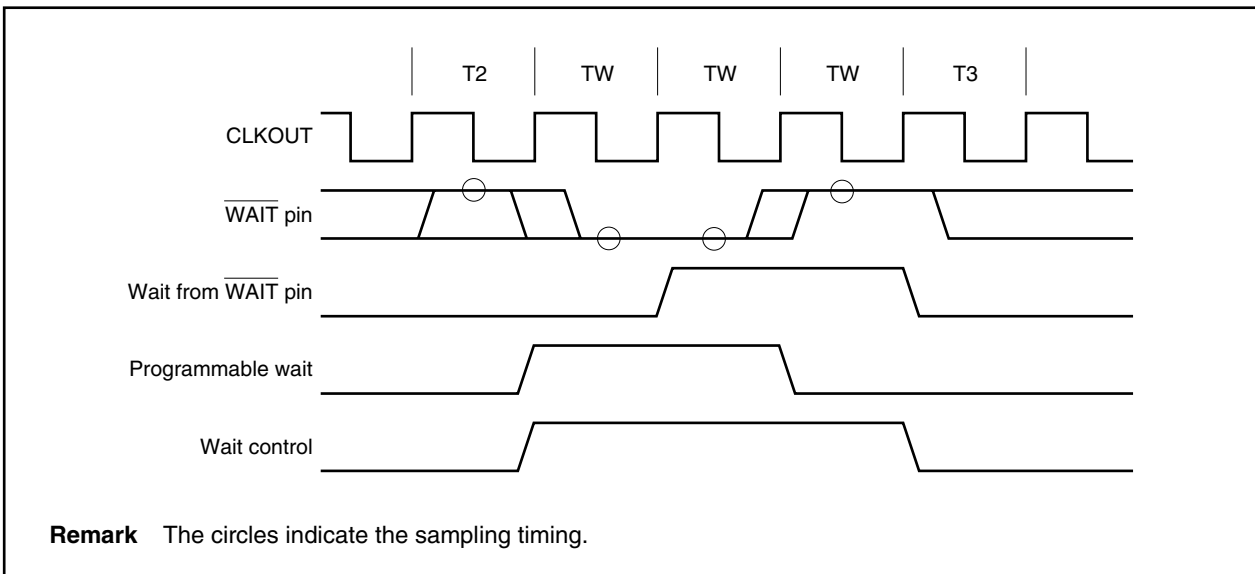 T2 TW TW TW T3
CLKOUT
WAIT pin
Wait from WAIT pin
Programmable wait
Wait control
Remark The circles indicate the sampling timing.